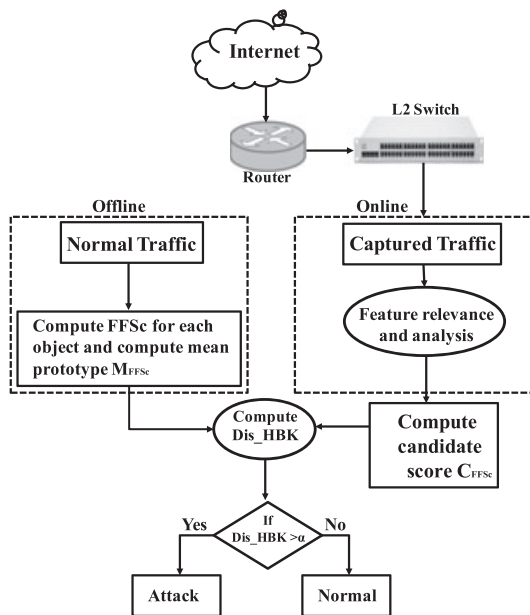 Internet
L2 Switch
Router
Offline
Online
Normal Traffic
Captured Traffic
Compute FFSc for each
object and compute mean
prototype MFFSc
Feature relevance
and analysis
Compute
Dis_HBK
Compute
candidate
score CFFSc
If
Dis_HBK >α
Yes
No
Attack
Normal